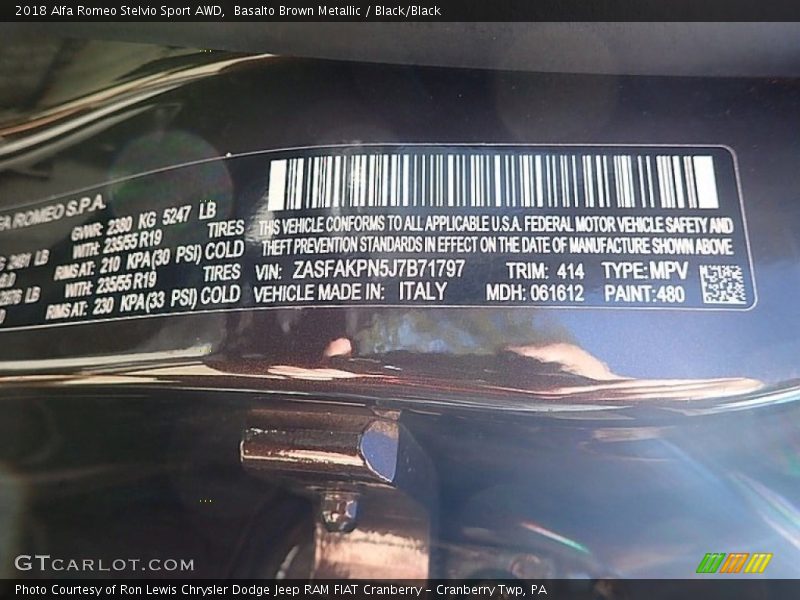 2018 Alfa Romeo Stelvio Sport AWD, Basalto Brown Metallic / Black/Black
ROMEO S.P.A.
GVWR: 2380 KG 5247 LB
LB WITH: 235/55 R19 TIRES
RIMS AT: 210 KPA(30 PSI) COLD
LB WITH: 235/55 R19 TIRES
RIMS AT: 230 KPA(33 PSI) COLD
THIS VEHICLE CONFORMS TO ALL APPLICABLE U.S.A. FEDERAL MOTOR VEHICLE SAFETY AND
THEFT PREVENTION STANDARDS IN EFFECT ON THE DATE OF MANUFACTURE SHOWN ABOVE
VIN: ZASFAKPN5J7B71797 TRIM: 414 TYPE: MPV
VEHICLE MADE IN: ITALY MDH: 061612 PAINT: 480
GTCARLOT.COM
Photo Courtesy of Ron Lewis Chrysler Dodge Jeep RAM FIAT Cranberry – Cranberry Twp, PA